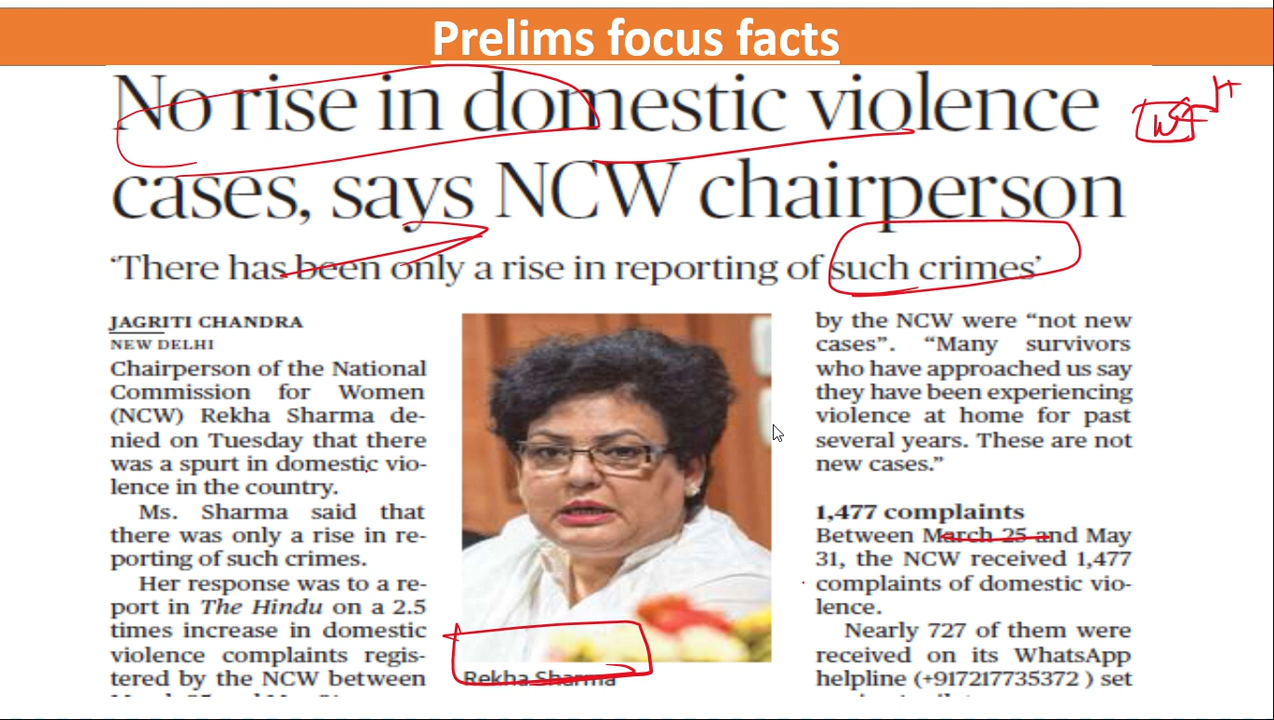 Prelims focus facts
No rise in domestic violence
cases, says NCW chairperson
‘There has been only a rise in reporting of such crimes’
JAGRITI CHANDRA
NEW DELHI
Chairperson of the National
Commission for Women
(NCW) Rekha Sharma de-
nied on Tuesday that there
was a spurt in domestic vio-
lence in the country.
Ms. Sharma said that
there was only a rise in re-
porting of such crimes.
Her response was to a re-
port in The Hindu on a 2.5
times increase in domestic
violence complaints regis-
tered by the NCW between
Rekha Sharma
by the NCW were “not new
cases”. “Many survivors
who have approached us say
they have been experiencing
violence at home for past
several years. These are not
new cases.”
1,477 complaints
Between March 25 and May
31, the NCW received 1,477
complaints of domestic vio-
lence.
Nearly 727 of them were
received on its WhatsApp
helpline (+917217735372 ) set